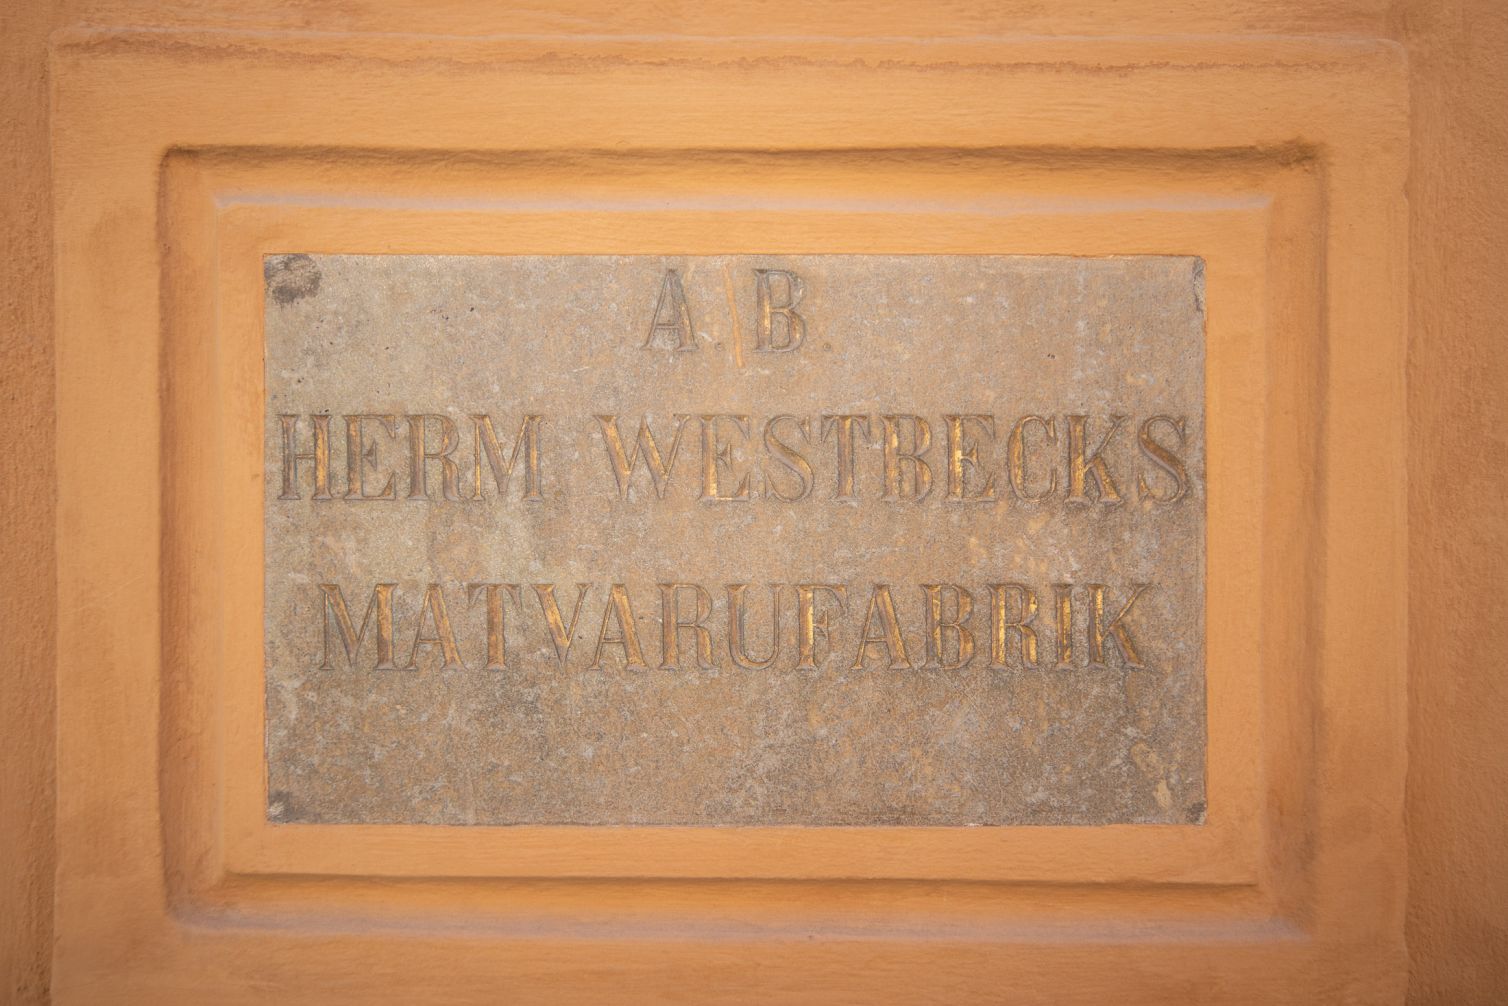 A.B.
HERM WESTBECKS
MATVARUFABRIK